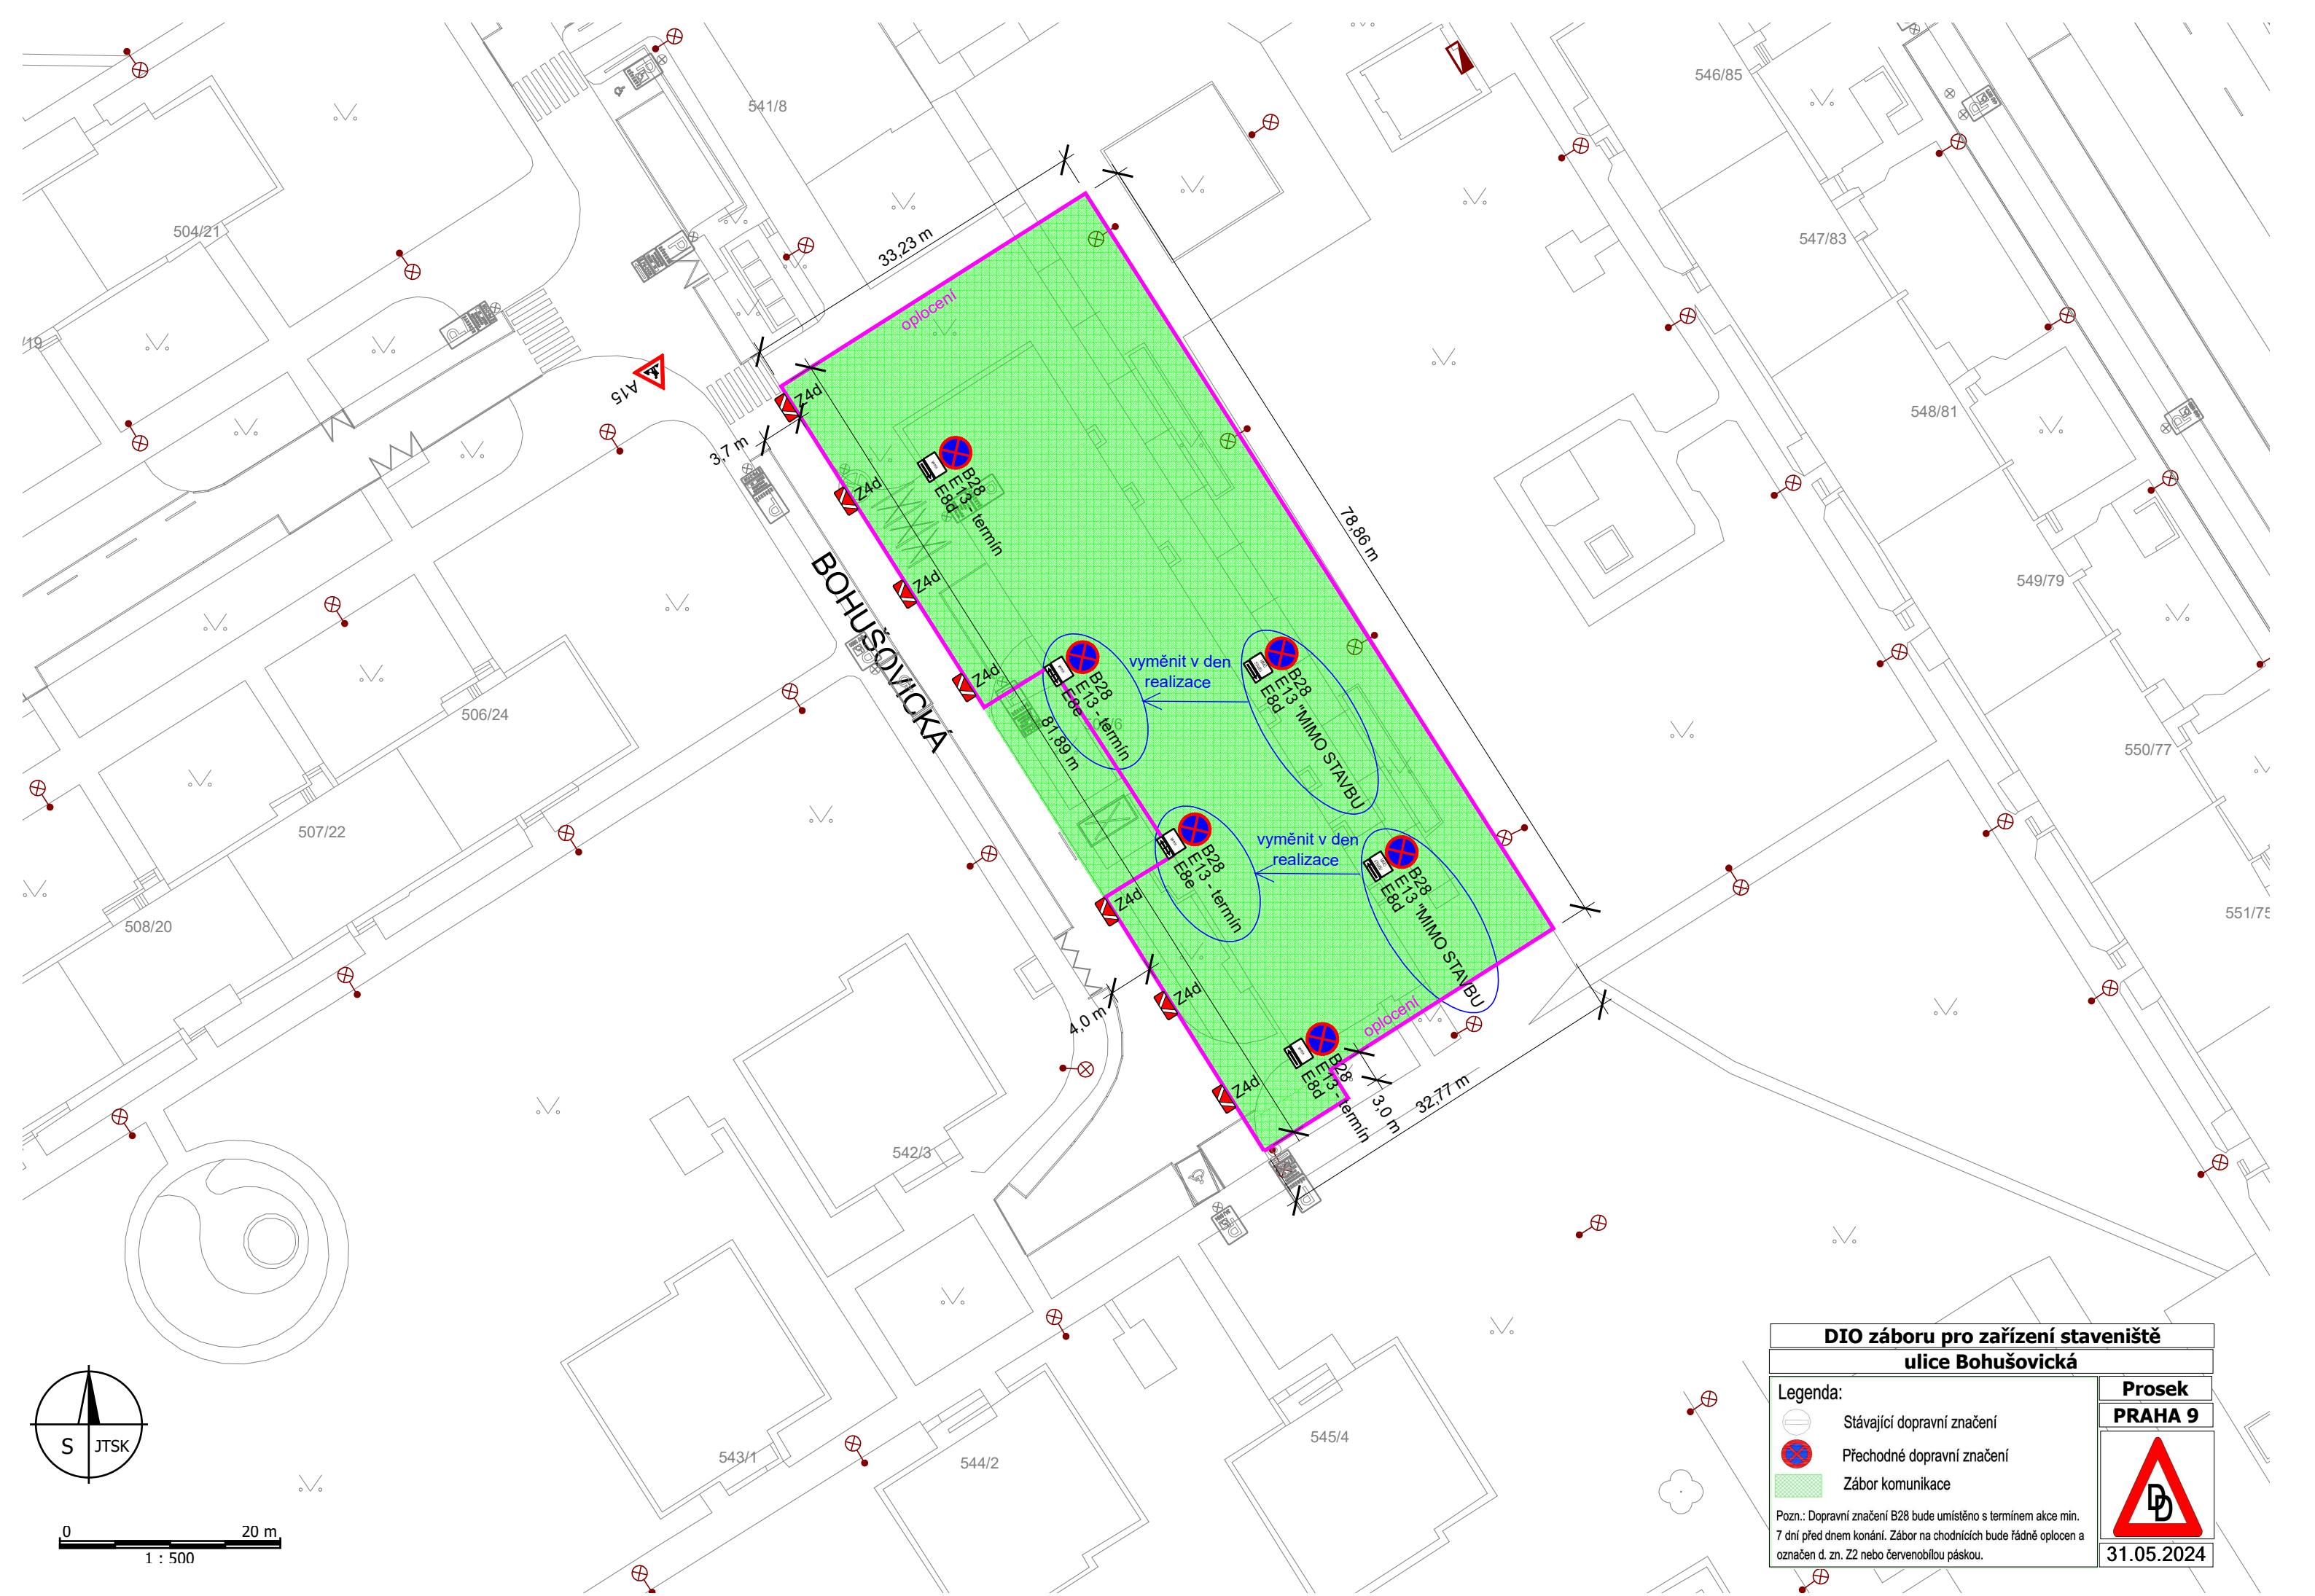 546/85
541/8
504/21
547/83
33,23 m
oplocení
/19
A15
Z4d
548/81
3,7 m
B28
E13 - termín
E8d
Z4d
78,86 m
Z4d
549/79
BOHUŠOVICKÁ
vyměnit v den
realizace
B28
E13 - termín
E8e
B28
E13 "MIMO STAVBU
E8d
Z4d
506/24
81,89 m
550/77
507/22
vyměnit v den
realizace
B28
E13 - termín
E8e
B28
E13 "MIMO STAVBU
E8d
Z4d
508/20
551/75
Z4d
4,0 m
oplocení
B28
E13 - termín
E8d
Z4d
3,0 m
32,77 m
542/3
543/1
544/2
545/4
S JTSK
0 20 m
1 : 500
DIO záboru pro zařízení staveniště
ulice Bohušovická
Legenda:
Stávající dopravní značení
Přechodné dopravní značení
Zábor komunikace
Pozn.: Dopravní značení B28 bude umístěno s termínem akce min.
7 dní před dnem konání. Zábor na chodnících bude řádně oplocen a
označen d. zn. Z2 nebo červenobílou páskou.
Prosek
PRAHA 9
DD
31.05.2024